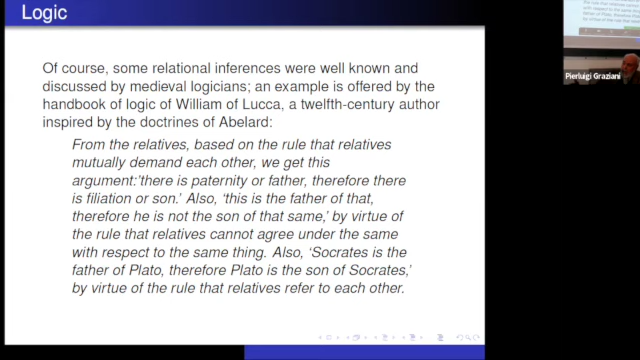 Logic
Of course, some relational inferences were well known and
discussed by medieval logicians; an example is offered by the
handbook of logic of William of Lucca, a twelfth-century author
inspired by the doctrines of Abelard:
From the relatives, based on the rule that relatives
mutually demand each other, we get this
argument:'there is paternity or father, therefore there
is filiation or son.' Also, 'this is the father of that,
therefore he is not the son of that same,' by virtue of
the rule that relatives cannot agree under the same
with respect to the same thing. Also, 'Socrates is the
father of Plato, therefore Plato is the son of Socrates,'
by virtue of the rule that relatives refer to each other.
Pierluigi Graziani